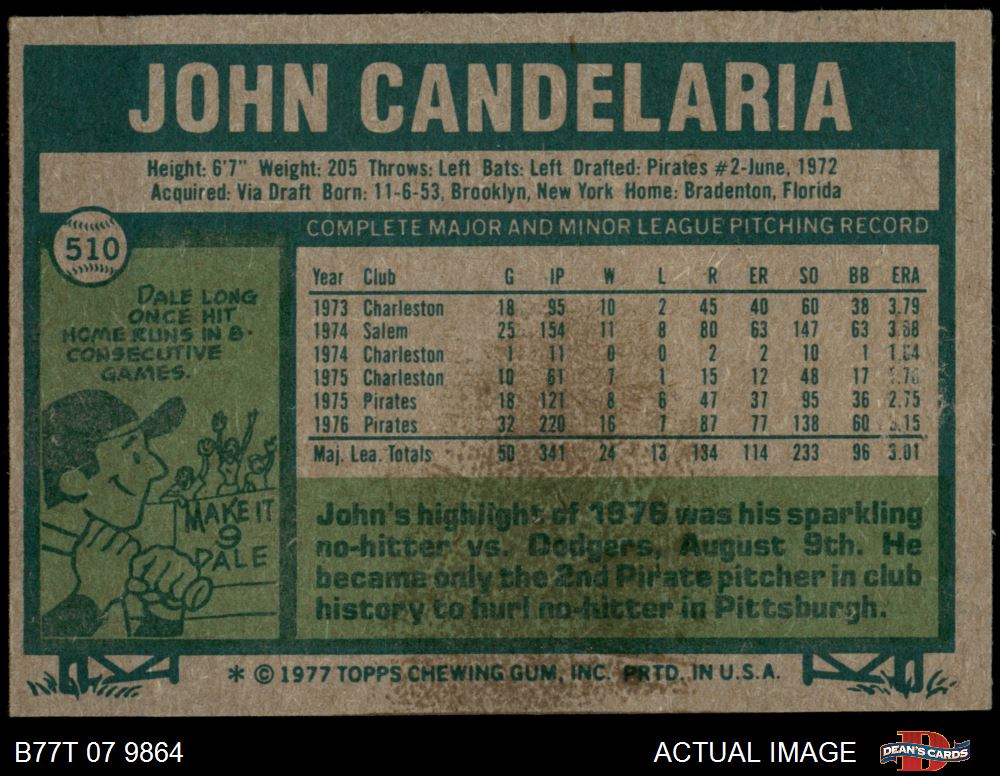 JOHN CANDELARIA
Height: 6'7" Weight: 205 Throws: Left Bats: Left Drafted: Pirates #2-June, 1972
Acquired: Via Draft Born: 11-6-53, Brooklyn, New York Home: Bradenton, Florida
510
COMPLETE MAJOR AND MINOR LEAGUE PITCHING RECORD
DALE LONG
ONCE HIT
HOME RUNS IN 8
CONSECUTIVE
GAMES.
MAKE IT
9
DALE
Year Club G IP W L R ER SO BB ERA
1973 Charleston 18 95 10 2 45 40 60 38 3.79
1974 Salem 25 154 11 8 80 63 147 63 3.68
1974 Charleston 1 11 0 0 2 2 10 1 1.64
1975 Charleston 10 61 7 1 15 12 48 17
1975 Pirates 18 121 8 6 47 37 95 36 2.75
1976 Pirates 32 220 16 7 87 77 138 60 3.15
Maj. Lea. Totals 50 341 24 13 134 114 233 96 3.01
John's highlight of 1976 was his sparkling
no-hitter vs. Dodgers, August 9th. He
became only the 2nd Pirate pitcher in club
history to hurl no-hitter in Pittsburgh.
* © 1977 TOPPS CHEWING GUM, INC. PRTD. IN U.S.A.
B77T 07 9864
ACTUAL IMAGE
DEAN'S CARDS